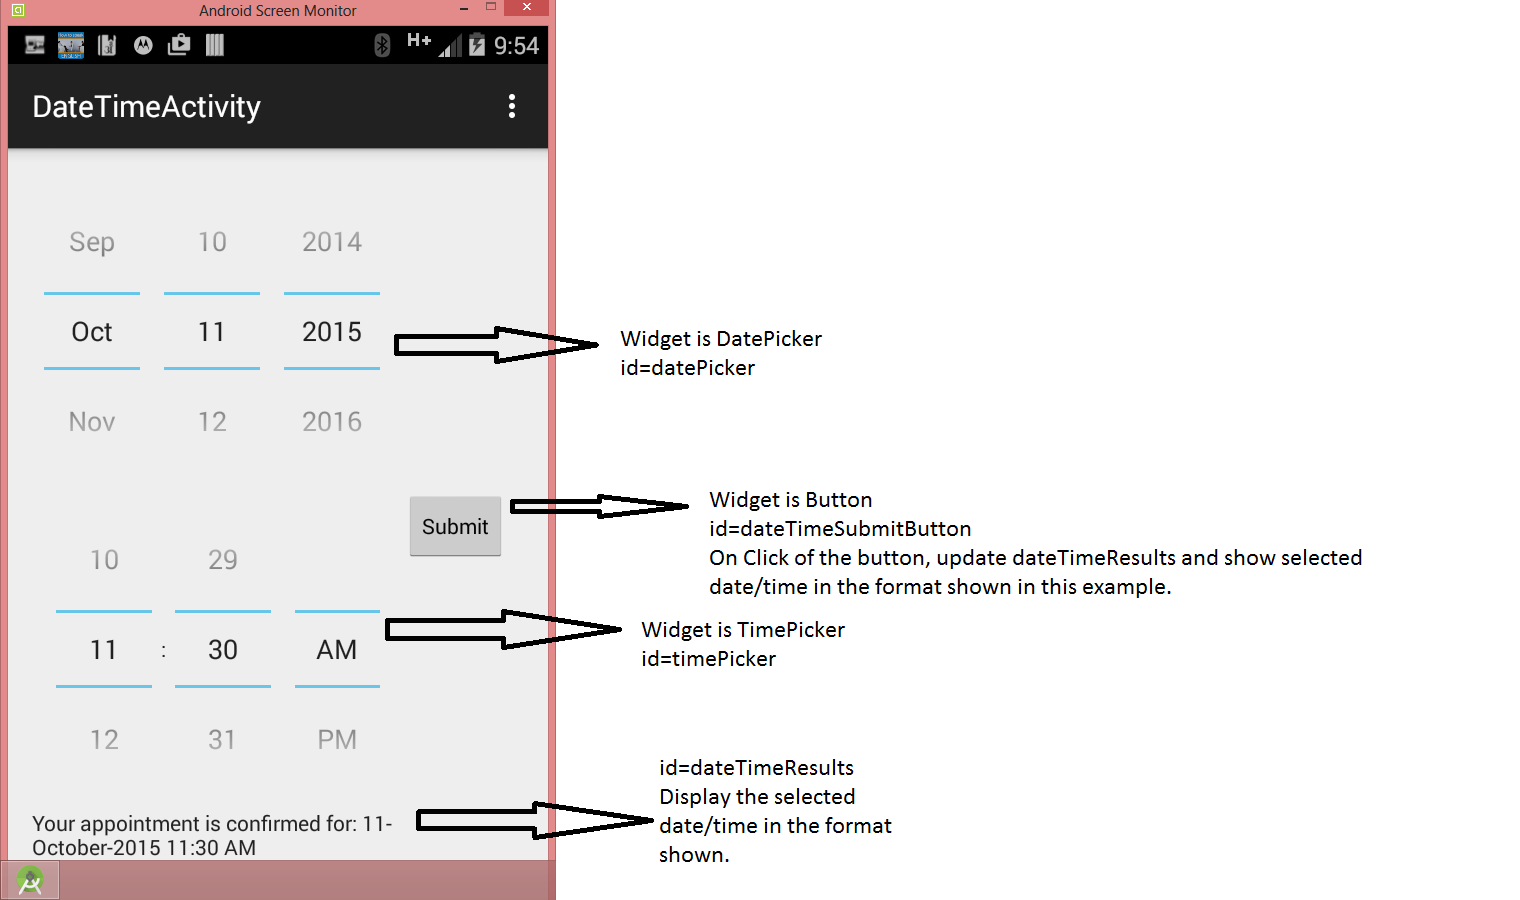 Android Screen Monitor
H+ 9:54
DateTimeActivity
Sep 10 2014
Oct 11 2015
Nov 12 2016
Widget is DatePicker
id=datePicker
Submit
Widget is Button
id=dateTimeSubmitButton
On Click of the button, update dateTimeResults and show selected
date/time in the format shown in this example.
10 29
11 : 30 AM
12 31 PM
Widget is TimePicker
id=timePicker
Your appointment is confirmed for: 11-
October-2015 11:30 AM
id=dateTimeResults
Display the selected
date/time in the format
shown.